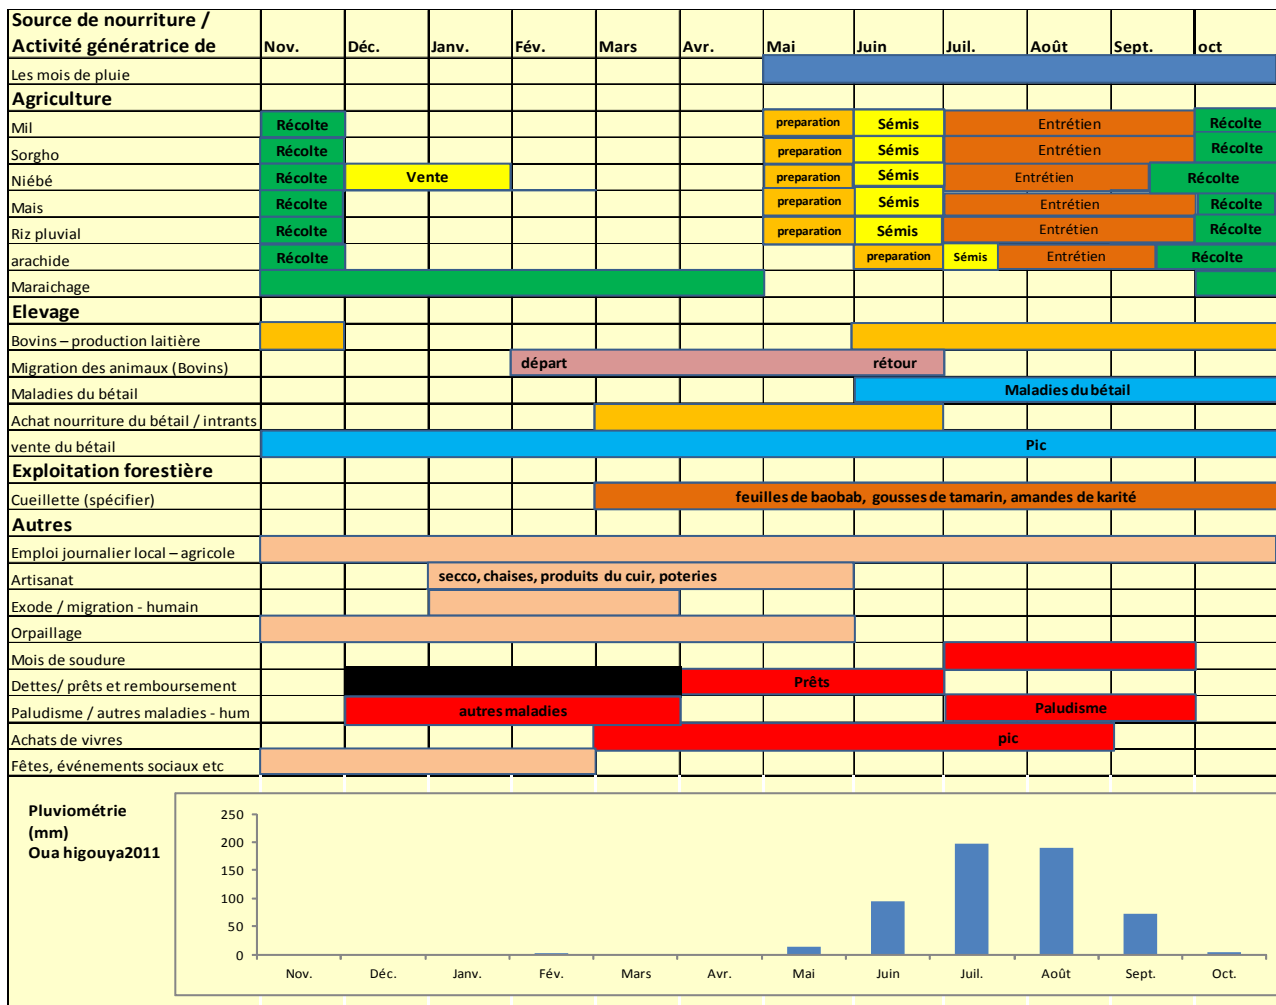 Source de nourriture /
Activité génératrice de Nov. Déc. Janv. Fév. Mars Avr. Mai Juin Juil. Août Sept. oct
Les mois de pluie
Agriculture
Mil Récolte preparation Sémis Entrétien Récolte
Sorgho Récolte preparation Sémis Entrétien Récolte
Niébé Récolte Vente preparation Sémis Entrétien Récolte
Mais Récolte preparation Sémis Entrétien Récolte
Riz pluvial Récolte preparation Sémis Entrétien Récolte
arachide Récolte preparation Sémis Entrétien Récolte
Maraichage
Elevage
Bovins – production laitière
Migration des animaux (Bovins) départ rétour
Maladies du bétail Maladies du bétail
Achat nourriture du bétail / intrants
vente du bétail Pic
Exploitation forestière
Cueillette (spécifier) feuilles de baobab, gousses de tamarin, amandes de karité
Autres
Emploi journalier local – agricole
Artisanat secco, chaises, produits du cuir, poteries
Exode / migration - humain
Orpaillage
Mois de soudure
Dettes/ prêts et remboursement Prêts
Paludisme / autres maladies - hum autres maladies Paludisme
Achats de vivres pic
Fêtes, événements sociaux etc
Pluviométrie
(mm)
Oua higouya2011
250
200
150
100
50
0
Nov. Déc. Janv. Fév. Mars Avr. Mai Juin Juil. Août Sept. Oct.